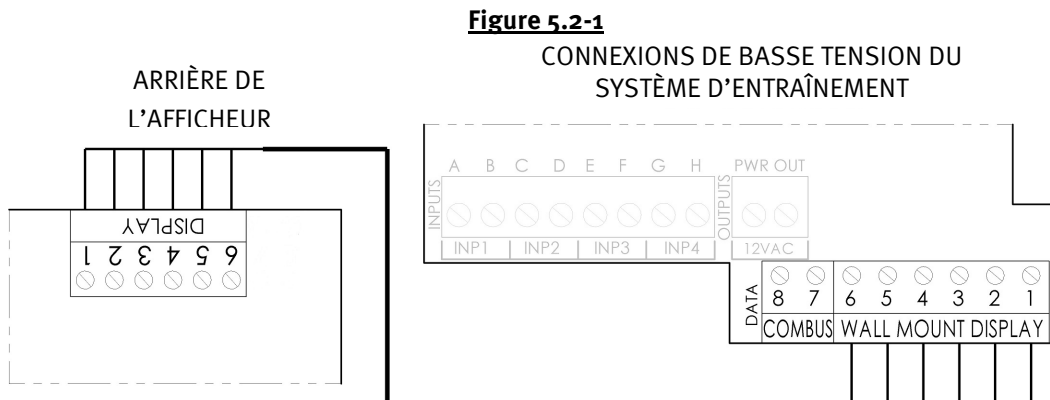 Figure 5.2-1
CONNEXIONS DE BASSE TENSION DU
SYSTÈME D'ENTRAÎNEMENT
ARRIÈRE DE
L'AFFICHEUR
DISPLAY
1 2 3 4 5 6
A B C D E F G H PWR OUT
INPUTS
OUTPUTS
INP1 INP2 INP3 INP4 12VAC
DATA
8 7 6 5 4 3 2 1
COMBUS WALL MOUNT DISPLAY